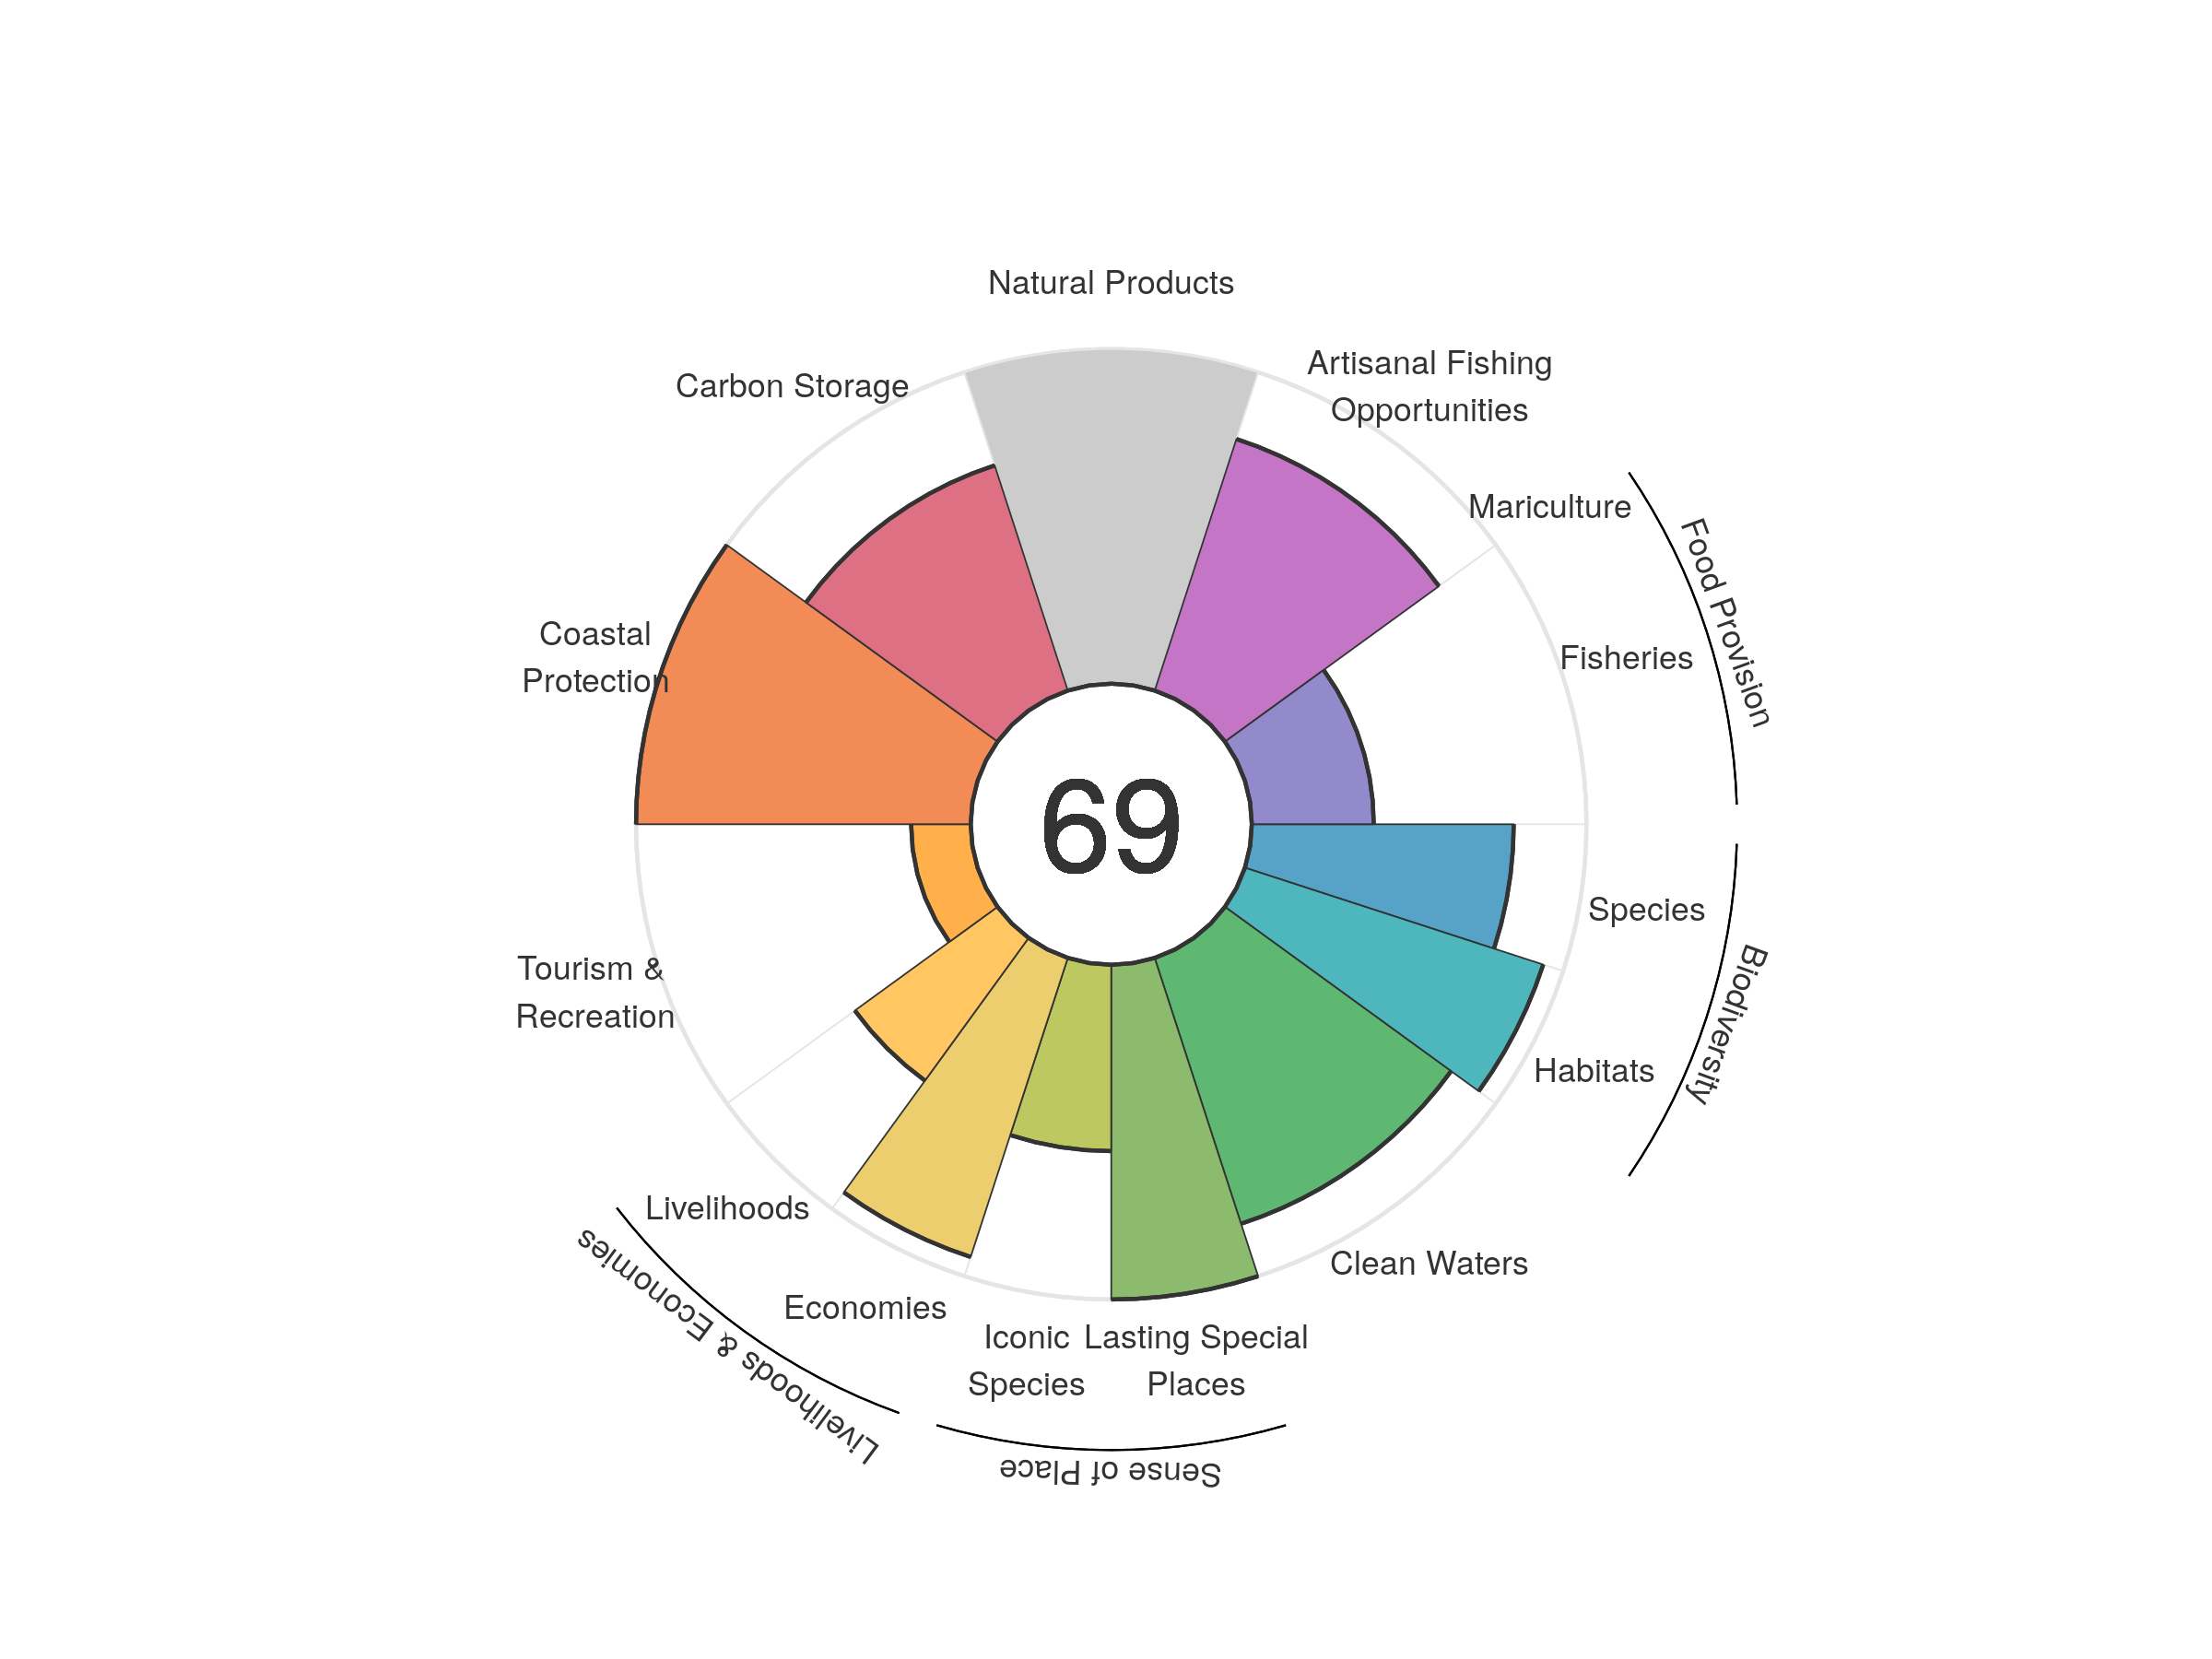 Natural Products
Artisanal Fishing
Opportunities
Carbon Storage
Mariculture
Food Provision
Fisheries
Coastal
Protection
69
Species
Biodiversity
Tourism &
Recreation
Habitats
Livelihoods
Clean Waters
Livelihoods & Economies
Economies
Iconic
Species
Lasting Special
Places
Sense of Place